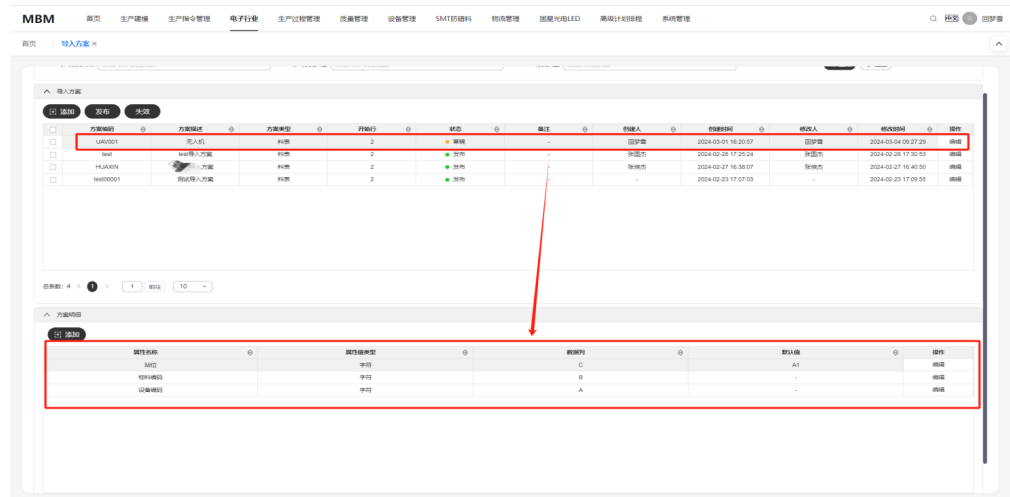 MBM 首页 生产建模 生产指令管理 电子行业 生产过程管理 质量管理 设备管理 SMT防错料 物流管理 国星光电LED 高级计划排程 系统管理 中文 回梦雪
首页 导入方案 ×
导入方案
添加 发布 失效
方案编码 方案描述 方案类型 开始行 状态 备注 创建人 创建时间 修改人 修改时间 操作
UAV001 无人机 料表 2 草稿 - 回梦雪 2024-03-01 16:20:57 回梦雪 2024-03-04 09:27:29 编辑
test test导入方案 料表 2 发布 - 张国杰 2024-02-26 17:25:24 张国杰 2024-02-28 17:30:53 编辑
HUAXIN 方案 料表 2 发布 - 张俊杰 2024-02-27 16:38:07 张俊杰 2024-02-27 16:40:50 编辑
test00001 测试导入方案 料表 2 发布 - - 2024-02-23 17:07:03 - 2024-02-23 17:09:55 编辑
总条数: 4 < 1 > 1 前往 10
方案明细
添加
属性名称 属性值类型 数据列 默认值 操作
站位 字符 C A1 编辑
物料编码 字符 B - 编辑
设备编码 字符 A - 编辑